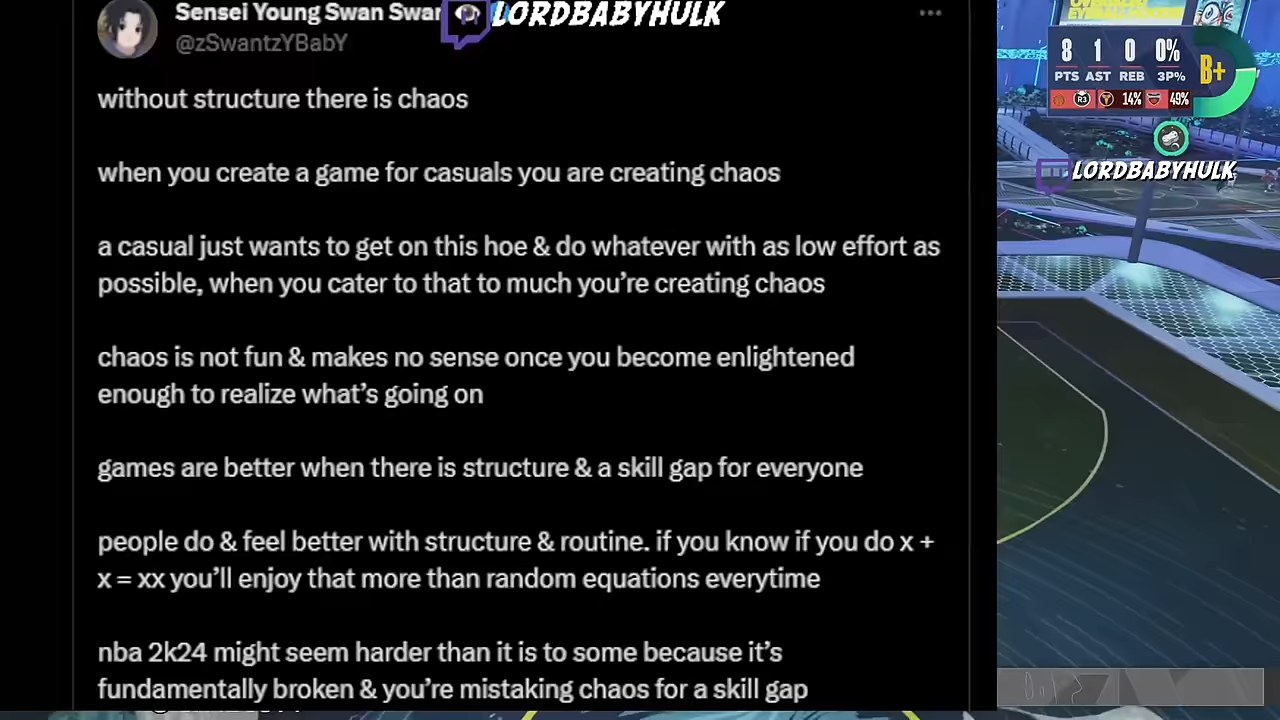 Sensei Young Swan Swan
LORDBABYHULK
@zSwantzYBabY
without structure there is chaos
when you create a game for casuals you are creating chaos
a casual just wants to get on this hoe & do whatever with as low effort as
possible, when you cater to that to much you’re creating chaos
chaos is not fun & makes no sense once you become enlightened
enough to realize what’s going on
games are better when there is structure & a skill gap for everyone
people do & feel better with structure & routine. if you know if you do x +
x = xx you’ll enjoy that more than random equations everytime
nba 2k24 might seem harder than it is to some because it’s
fundamentally broken & you’re mistaking chaos for a skill gap
8 1 0 0% B+
PTS AST REB 3P%
R3 14% 49%
LORDBABYHULK